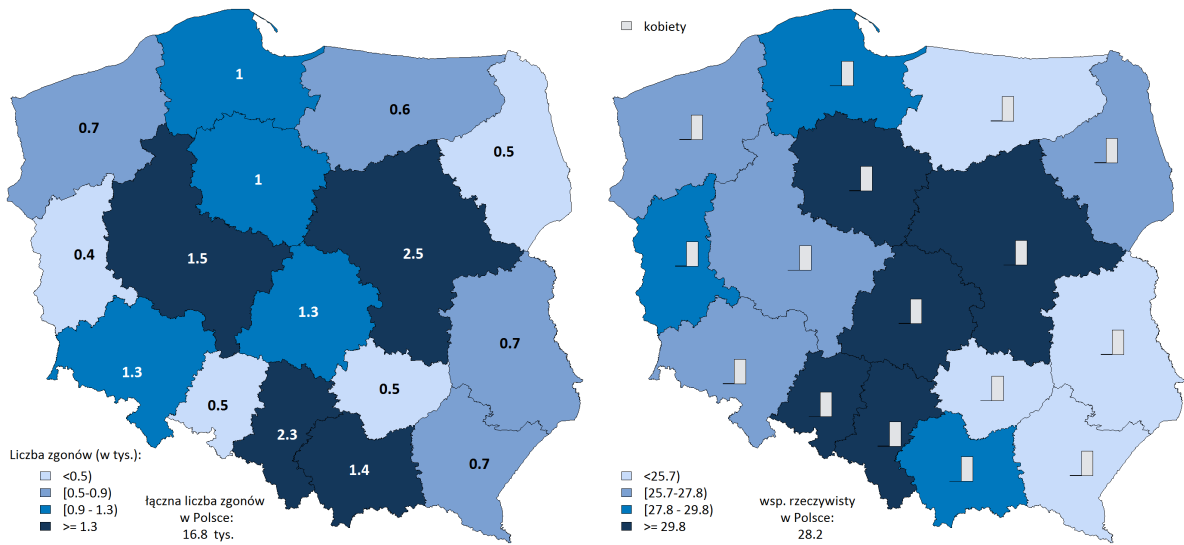 1
0.7
0.6
0.5
1
0.4
1.5
2.5
1.3
0.7
1.3
0.5
0.5
2.3
1.4
0.7
Liczba zgonów (w tys.):
<0.5)
[0.5-0.9)
[0.9 - 1.3)
>= 1.3
łączna liczba zgonów
w Polsce:
16.8 tys.
kobiety
<25.7)
[25.7-27.8)
[27.8 - 29.8)
>= 29.8
wsp. rzeczywisty
w Polsce:
28.2